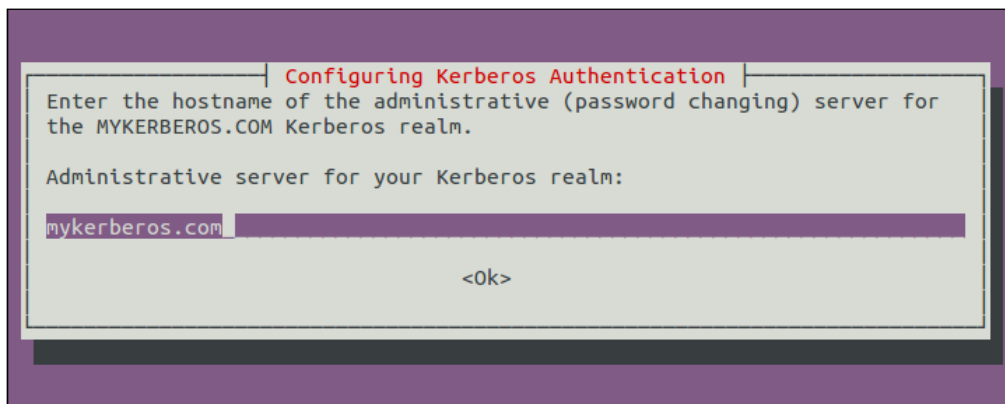 Configuring Kerberos Authentication
Enter the hostname of the administrative (password changing) server for
the MYKERBEROS.COM Kerberos realm.
Administrative server for your Kerberos realm:
mykerberos.com
<Ok>